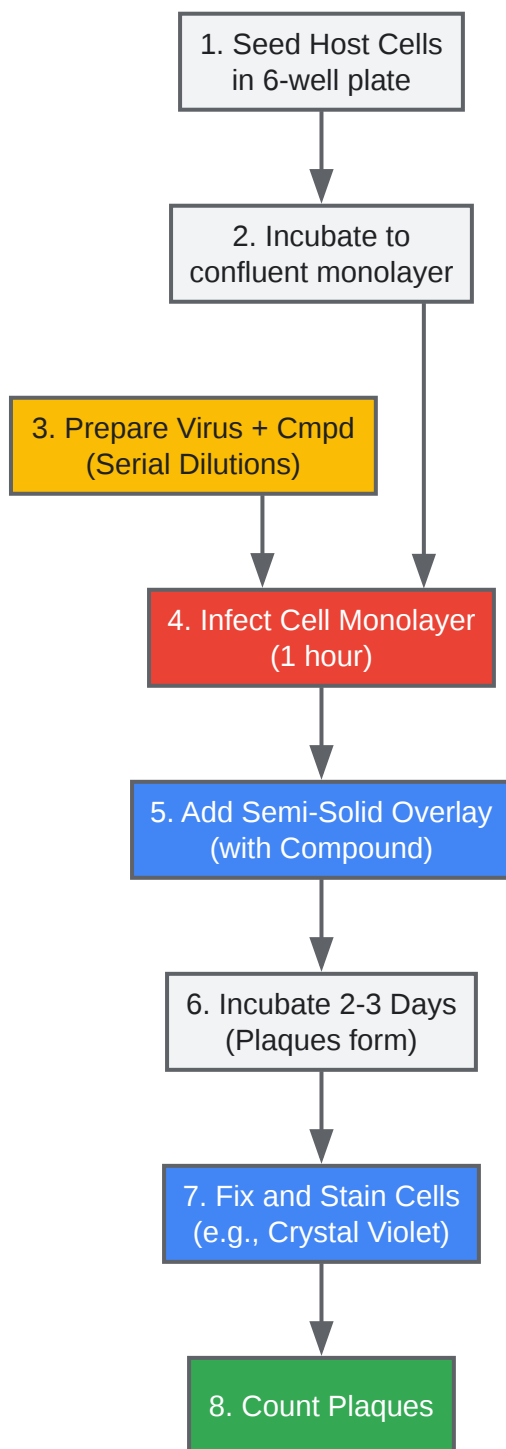 1. Seed Host Cells
in 6-well plate
2. Incubate to
confluent monolayer
3. Prepare Virus + Cmpd
(Serial Dilutions)
4. Infect Cell Monolayer
(1 hour)
5. Add Semi-Solid Overlay
(with Compound)
6. Incubate 2-3 Days
(Plaques form)
7. Fix and Stain Cells
(e.g., Crystal Violet)
8. Count Plaques